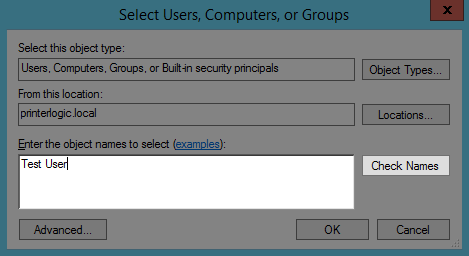 Select Users, Computers, or Groups
x
Select this object type:
Users, Computers, Groups, or Built-in security principals
Object Types...
From this location:
printerlogic.local
Locations...
Enter the object names to select (examples):
Test User
Check Names
Advanced...
OK
Cancel